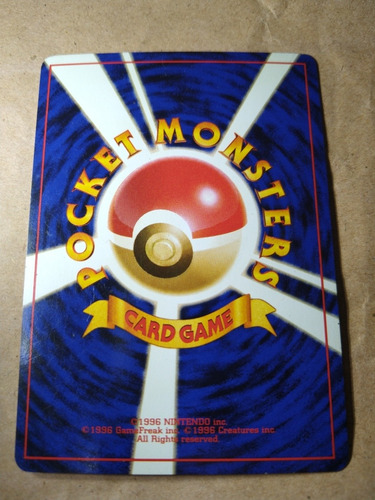 POCKET MONSTERS
CARD GAME
©1996 NINTENDO inc.
©1996 GameFreak inc. ©1996 Creatures inc.
All Rights reserved.